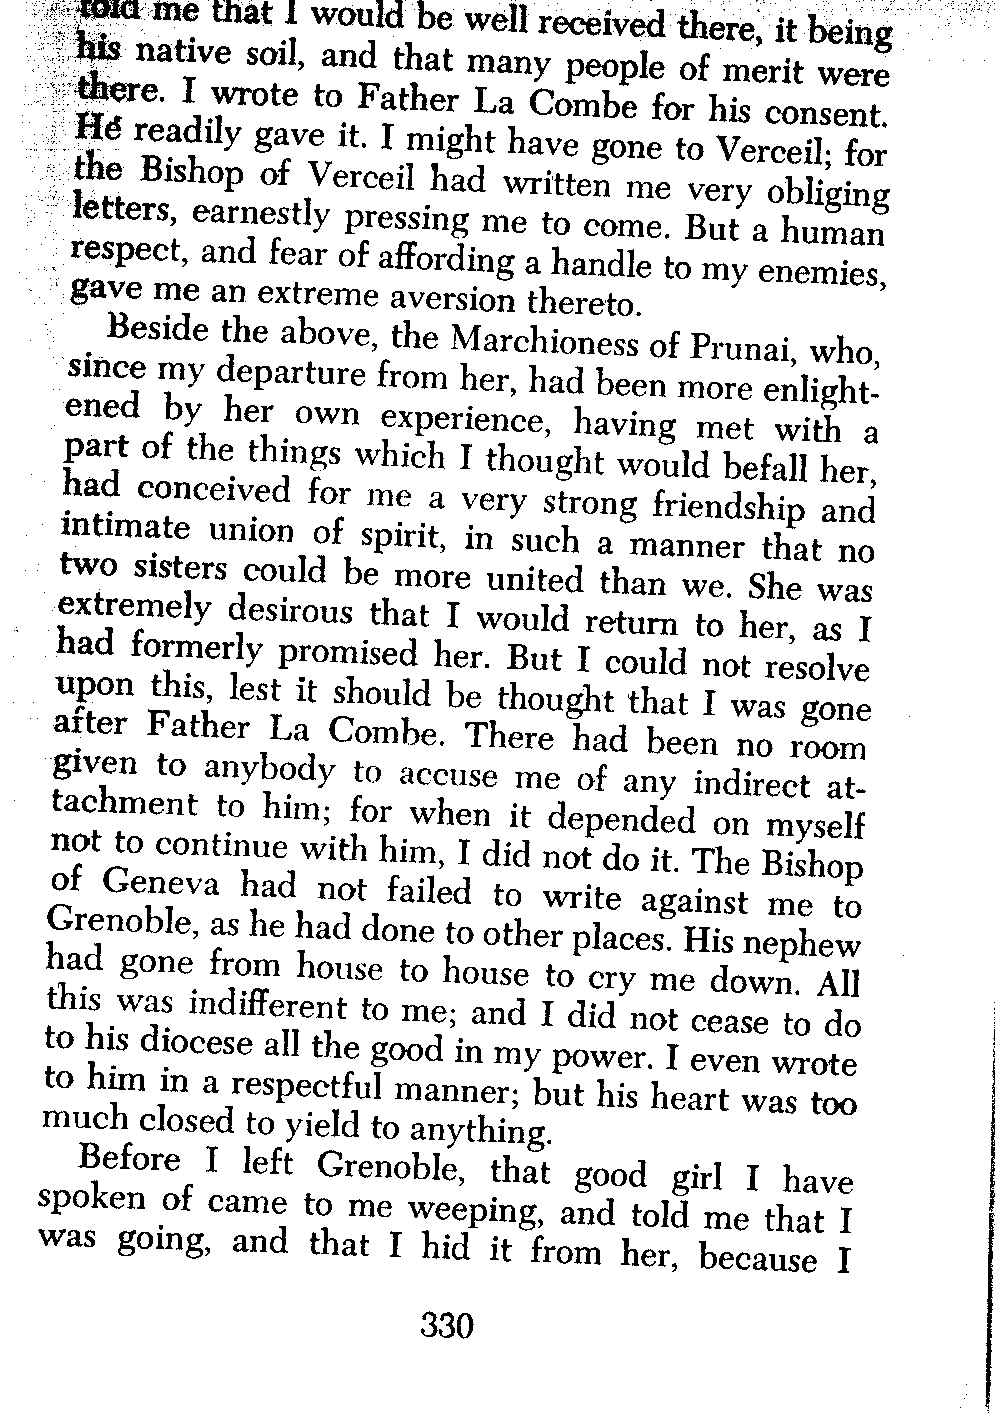 told me that I would be well received there, it being
his native soil, and that many people of merit were
there. I wrote to Father La Combe for his consent.
He readily gave it. I might have gone to Verceil; for
the Bishop of Verceil had written me very obliging
letters, earnestly pressing me to come. But a human
respect, and fear of affording a handle to my enemies,
gave me an extreme aversion thereto.
Beside the above, the Marchioness of Prunai, who,
since my departure from her, had been more enlight-
ened by her own experience, having met with a
part of the things which I thought would befall her,
had conceived for me a very strong friendship and
intimate union of spirit, in such a manner that no
two sisters could be more united than we. She was
extremely desirous that I would return to her, as I
had formerly promised her. But I could not resolve
upon this, lest it should be thought that I was gone
after Father La Combe. There had been no room
given to anybody to accuse me of any indirect at-
tachment to him; for when it depended on myself
not to continue with him, I did not do it. The Bishop
of Geneva had not failed to write against me to
Grenoble, as he had done to other places. His nephew
had gone from house to house to cry me down. All
this was indifferent to me; and I did not cease to do
to his diocese all the good in my power. I even wrote
to him in a respectful manner; but his heart was too
much closed to yield to anything.
Before I left Grenoble, that good girl I have
spoken of came to me weeping, and told me that I
was going, and that I hid it from her, because I
330